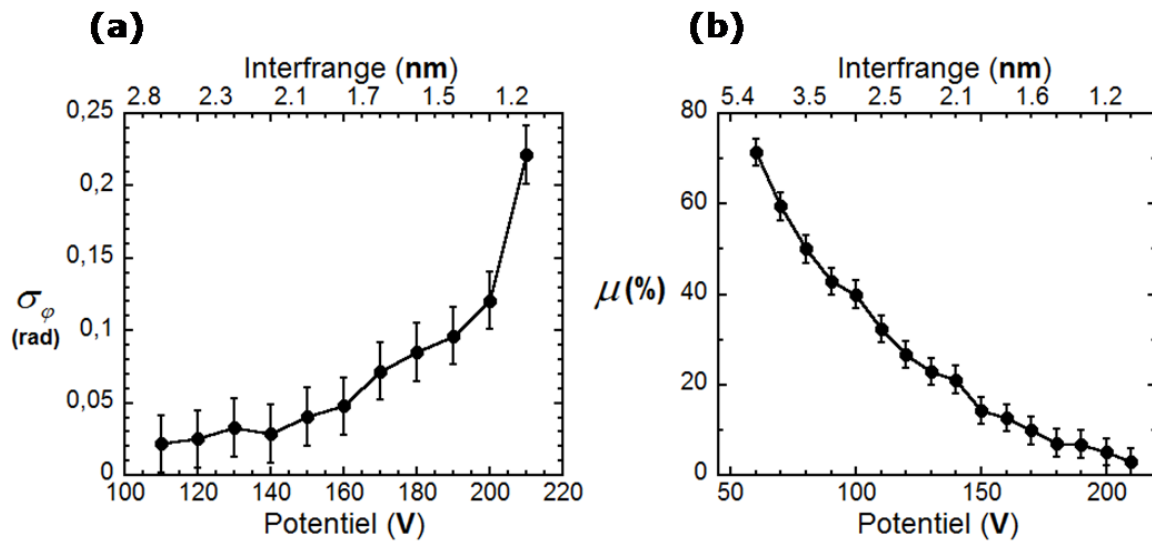 (a)
Interfrange (nm)
2.8 2.3 2.1 1.7 1.5 1.2
0,25
0,2
0,15
0,1
0,05
0
σφ
(rad)
100 120 140 160 180 200 220
Potentiel (V)
(b)
Interfrange (nm)
5.4 3.5 2.5 2.1 1.6 1.2
80
60
40
20
0
μ(%)
50 100 150 200
Potentiel (V)